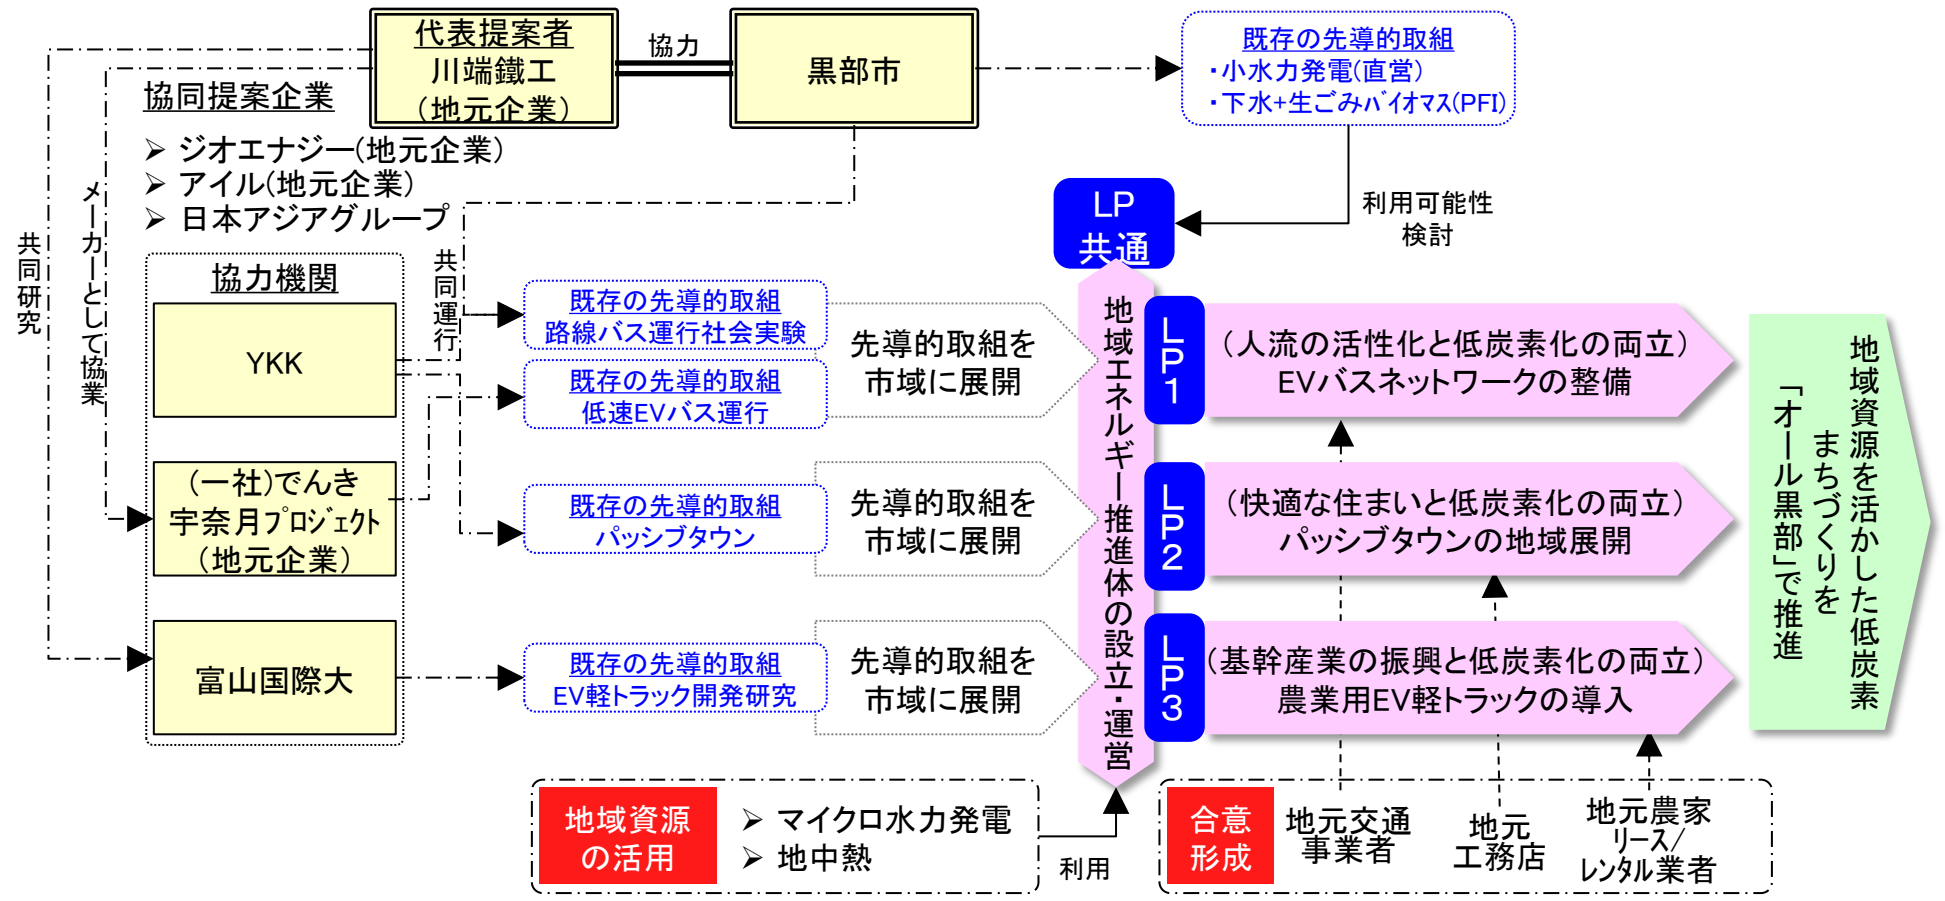 代表提案者
川端鐵工
(地元企業)
協力
黒部市
既存の先導的取組
・小水力発電(直営)
・下水+生ごみﾊﾞｲｵﾏｽ(PFI)
協同提案企業
➢ ジオエナジー(地元企業)
➢ アイル(地元企業)
➢ 日本アジアグループ
共同研究
メーカーとして協業
共同運行
利用可能性
検討
LP
共通
協力機関
YKK
(一社)でんき
宇奈月ﾌﾟﾛｼﾞｪｸﾄ
(地元企業)
富山国際大
既存の先導的取組
路線バス運行社会実験
既存の先導的取組
低速EVバス運行
既存の先導的取組
パッシブタウン
既存の先導的取組
EV軽トラック開発研究
先導的取組を
市域に展開
先導的取組を
市域に展開
先導的取組を
市域に展開
地域エネルギー推進体の設立・運営
LP1
(人流の活性化と低炭素化の両立)
EVバスネットワークの整備
LP2
(快適な住まいと低炭素化の両立)
パッシブタウンの地域展開
LP3
(基幹産業の振興と低炭素化の両立)
農業用EV軽トラックの導入
地域資源を活かした低炭素
まちづくりを
「オール黒部」で推進
地域資源
の活用
➢ マイクロ水力発電
➢ 地中熱
利用
合意
形成
地元交通
事業者
地元
工務店
地元農家
ﾘｰｽ/
ﾚﾝﾀﾙ業者